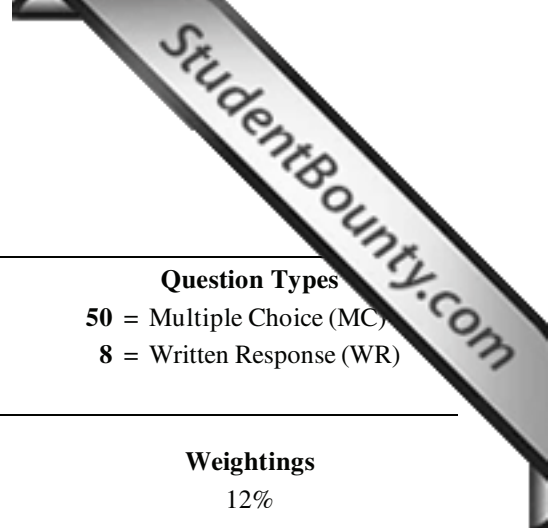 StudentBounty.com
Question Types
50 = Multiple Choice (MC)
8 = Written Response (WR)
Weightings
12%